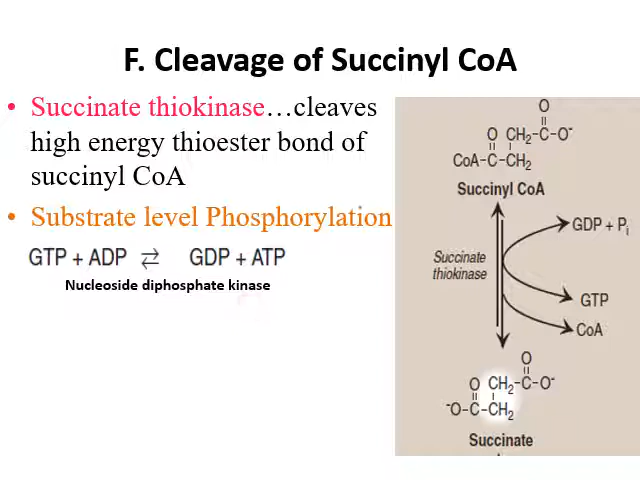 F. Cleavage of Succinyl CoA
• Succinate thiokinase…cleaves
high energy thioester bond of
succinyl CoA
• Substrate level Phosphorylation
GTP + ADP ⇄ GDP + ATP
Nucleoside diphosphate kinase
O
O CH₂–C–O⁻
CoA–C–CH₂
Succinyl CoA
GDP + Pᵢ
Succinate
thiokinase
GTP
CoA
O
O CH₂–C–O⁻
⁻O–C–CH₂
Succinate